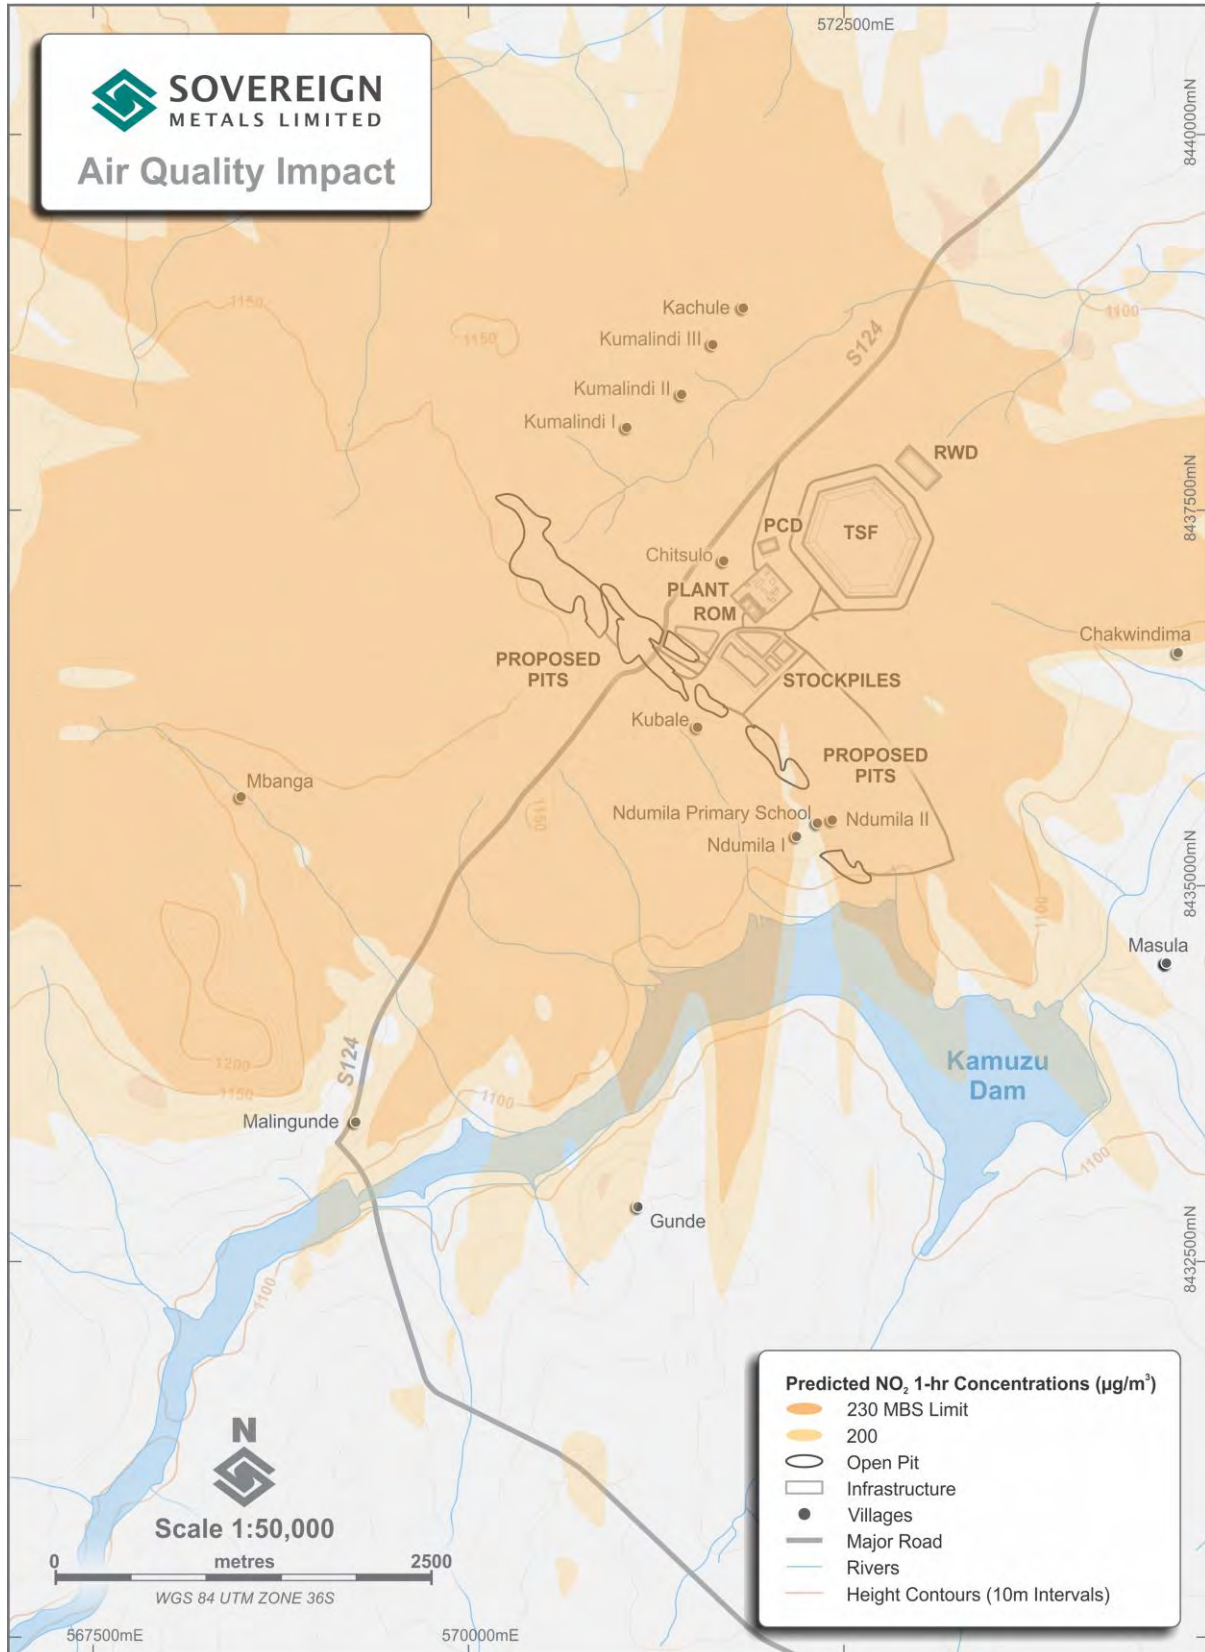 572500mE
SOVEREIGN
METALS LIMITED
Air Quality Impact
8440000mN
1150
1100
Kachule
Kumalindi III
1150
S124
Kumalindi II
Kumalindi I
RWD
8437500mN
PCD
TSF
Chitsulo
PLANT
ROM
Chakwindima
PROPOSED
PITS
STOCKPILES
Kubale
PROPOSED
PITS
Mbanga
1150
Ndumila Primary School
Ndumila II
Ndumila I
8435000mN
1100
Masula
1200
S124
Kamuzu
Dam
1150
1100
Malingunde
1100
Gunde
8432500mN
1100
Predicted NO₂ 1-hr Concentrations (µg/m³)
230 MBS Limit
200
Open Pit
Infrastructure
Villages
Major Road
Rivers
Height Contours (10m Intervals)
N
Scale 1:50,000
0 metres 2500
WGS 84 UTM ZONE 36S
567500mE
570000mE